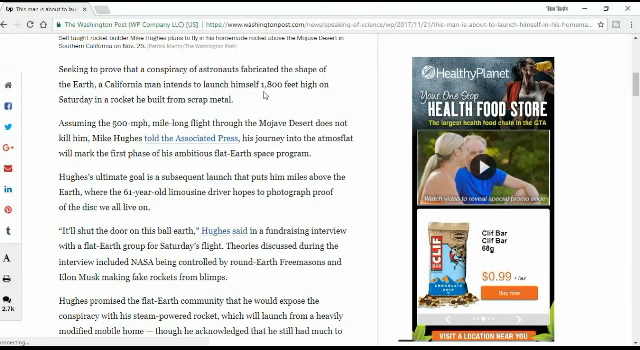 This man is about to laun
The Washington Post (WP Company LLC) [US]
https://www.washingtonpost.com/news/speaking-of-science/wp/2017/11/21/this-man-is-about-to-launch-himself-in-his-homema
Self-taught rocket builder Mike Hughes plans to fly in his homemade rocket above the Mojave Desert in
Southern California on Nov. 25. (Patrick Martin/The Washington Post)
Seeking to prove that a conspiracy of astronauts fabricated the shape of
the Earth, a California man intends to launch himself 1,800 feet high on
Saturday in a rocket he built from scrap metal.
Assuming the 500-mph, mile-long flight through the Mojave Desert does not
kill him, Mike Hughes told the Associated Press, his journey into the atmosflat
will mark the first phase of his ambitious flat-Earth space program.
Hughes's ultimate goal is a subsequent launch that puts him miles above the
Earth, where the 61-year-old limousine driver hopes to photograph proof
of the disc we all live on.
“It'll shut the door on this ball earth,” Hughes said in a fundraising interview
with a flat-Earth group for Saturday's flight. Theories discussed during the
interview included NASA being controlled by round-Earth Freemasons and
Elon Musk making fake rockets from blimps.
Hughes promised the flat-Earth community that he would expose the
conspiracy with his steam-powered rocket, which will launch from a heavily
modified mobile home — though he acknowledged that he still had much to
2.7k
connecting...
HealthyPlanet
Your One Stop
HEALTH FOOD STORE
The largest health food chain in the GTA
Watch video to reveal special promo code
CLIF
BAR
Clif Bar
Clif Bar
68g
$0.99 + Tax
Buy now
VISIT A LOCATION NEAR YOU